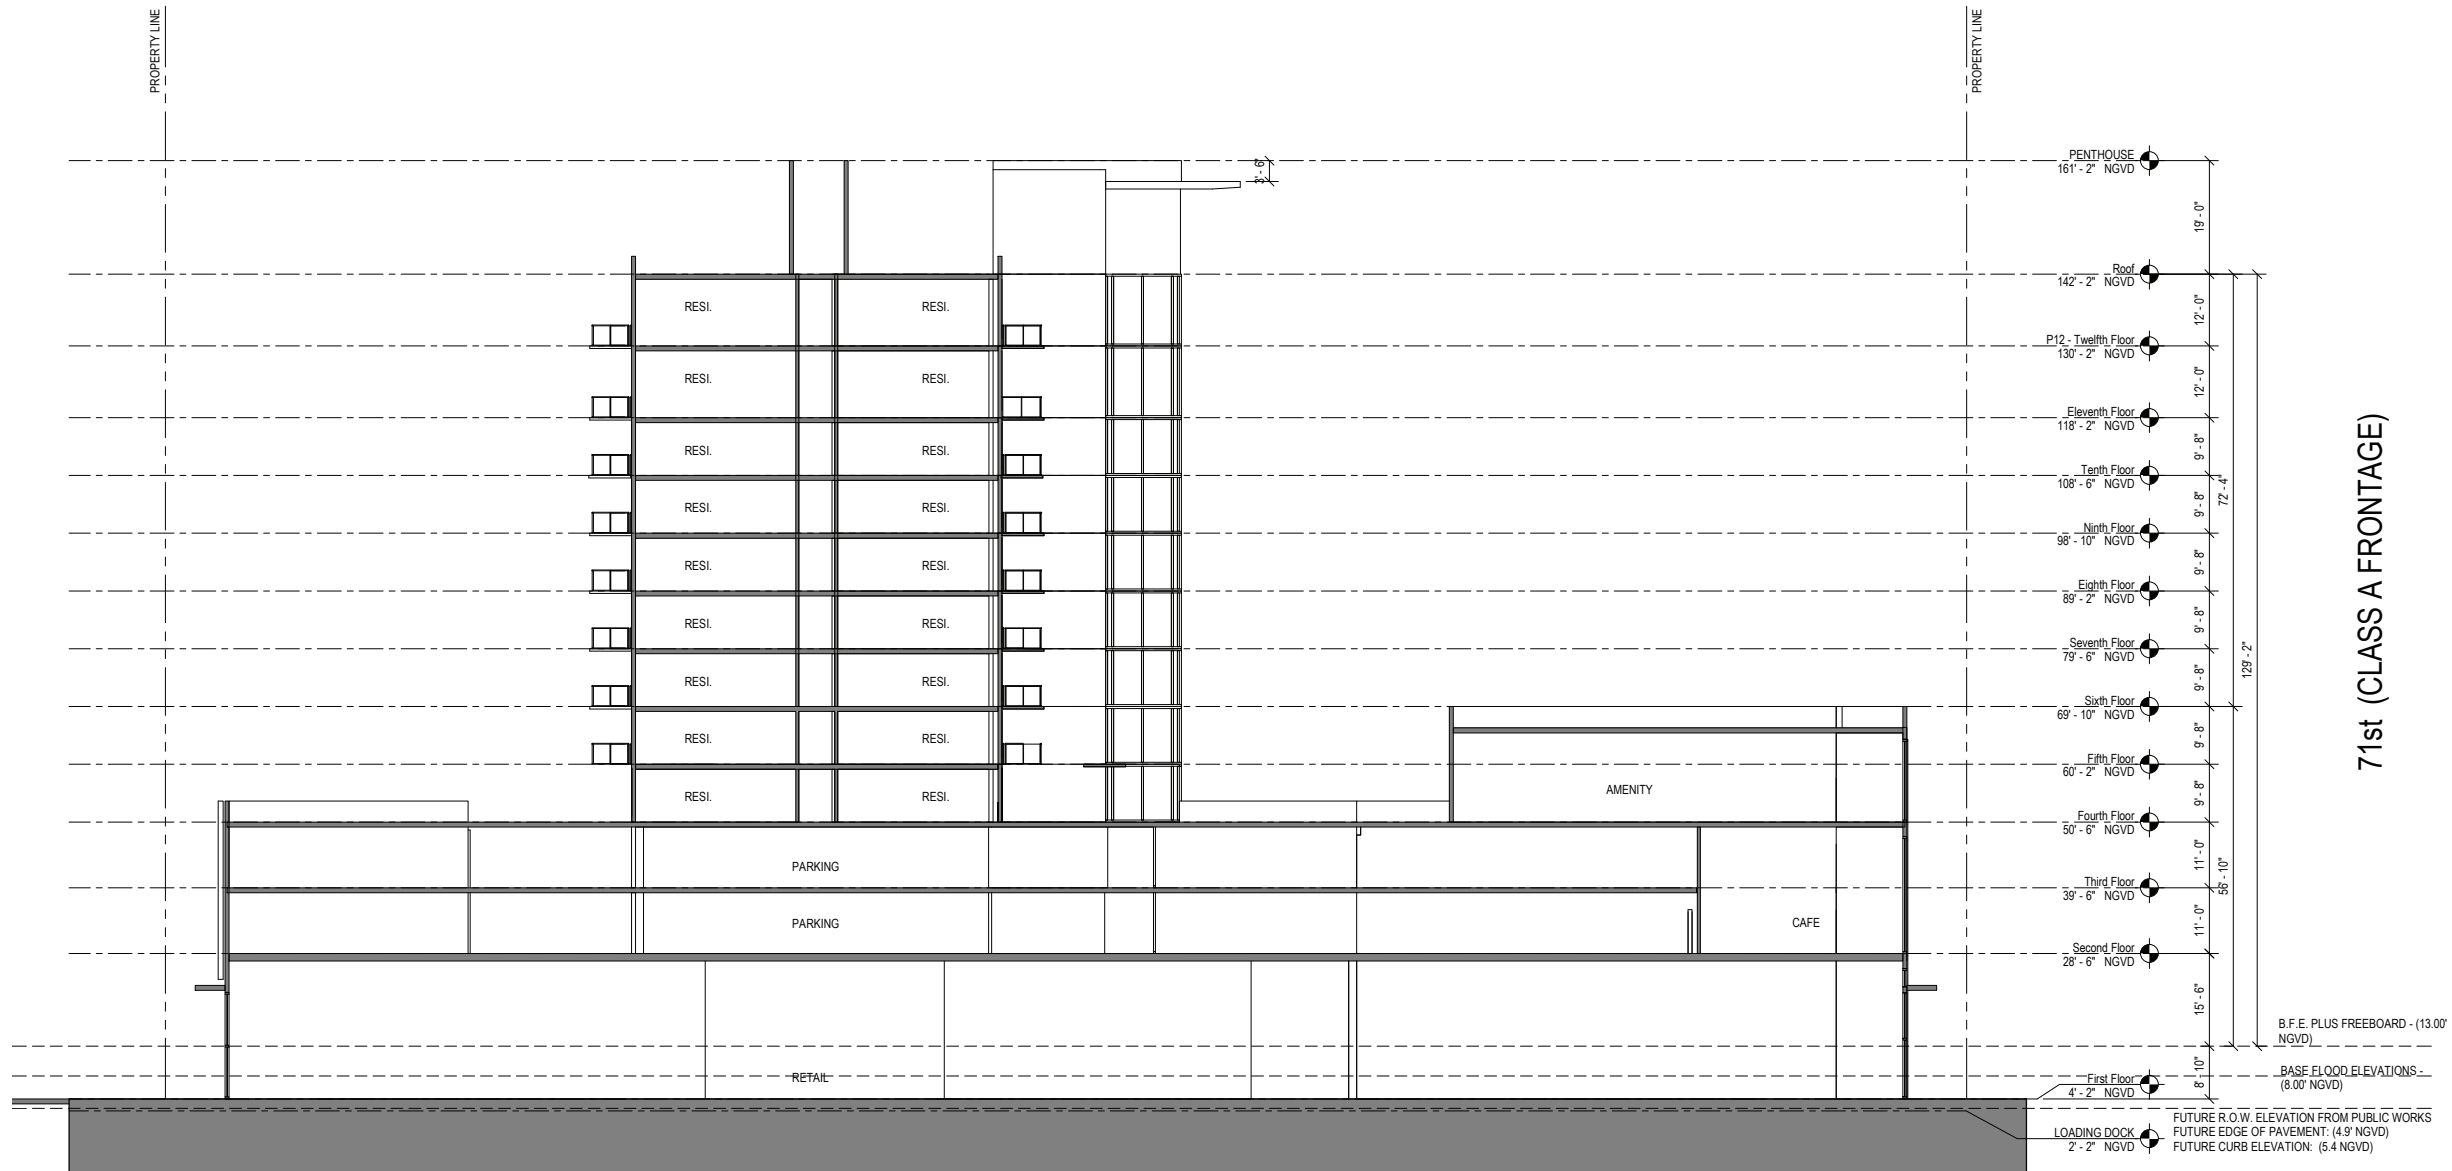 PROPERTY LINE
PROPERTY LINE
3' - 6"
PENTHOUSE
161' - 2" NGVD
19' - 0"
Roof
142' - 2" NGVD
RESI.
RESI.
12' - 0"
P12 - Twelfth Floor
130' - 2" NGVD
RESI.
RESI.
12' - 0"
Eleventh Floor
118' - 2" NGVD
RESI.
RESI.
9' - 8"
Tenth Floor
108' - 6" NGVD
72' - 4"
RESI.
RESI.
9' - 8"
Ninth Floor
98' - 10" NGVD
RESI.
RESI.
9' - 8"
Eighth Floor
89' - 2" NGVD
RESI.
RESI.
9' - 8"
Seventh Floor
79' - 6" NGVD
129' - 2"
RESI.
RESI.
9' - 8"
Sixth Floor
69' - 10" NGVD
RESI.
RESI.
9' - 8"
Fifth Floor
60' - 2" NGVD
RESI.
RESI.
AMENITY
9' - 8"
Fourth Floor
50' - 6" NGVD
PARKING
11' - 0"
Third Floor
39' - 6" NGVD
56' - 10"
PARKING
CAFE
11' - 0"
Second Floor
28' - 6" NGVD
15' - 6"
B.F.E. PLUS FREEBOARD - (13.00'
NGVD)
RETAIL
First Floor
4' - 2" NGVD
8' - 10"
BASE FLOOD ELEVATIONS -
(8.00' NGVD)
LOADING DOCK
2' - 2" NGVD
FUTURE R.O.W. ELEVATION FROM PUBLIC WORKS
FUTURE EDGE OF PAVEMENT: (4.9' NGVD)
FUTURE CURB ELEVATION: (5.4 NGVD)
71st (CLASS A FRONTAGE)